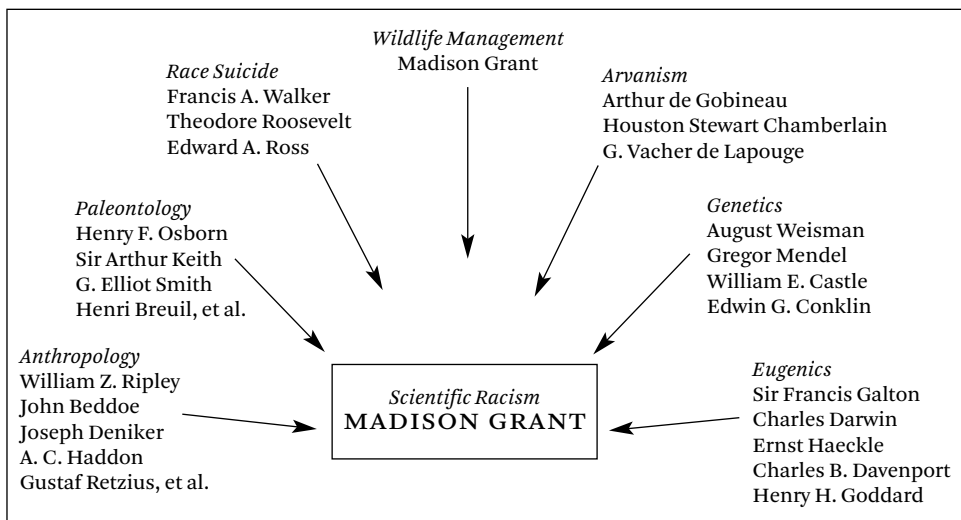 Wildlife Management
Madison Grant
Race Suicide
Francis A. Walker
Theodore Roosevelt
Edward A. Ross
Arvanism
Arthur de Gobineau
Houston Stewart Chamberlain
G. Vacher de Lapouge
Paleontology
Henry F. Osborn
Sir Arthur Keith
G. Elliot Smith
Henri Breuil, et al.
Genetics
August Weisman
Gregor Mendel
William E. Castle
Edwin G. Conklin
Anthropology
William Z. Ripley
John Beddoe
Joseph Deniker
A. C. Haddon
Gustaf Retzius, et al.
Scientific Racism
MADISON GRANT
Eugenics
Sir Francis Galton
Charles Darwin
Ernst Haeckle
Charles B. Davenport
Henry H. Goddard